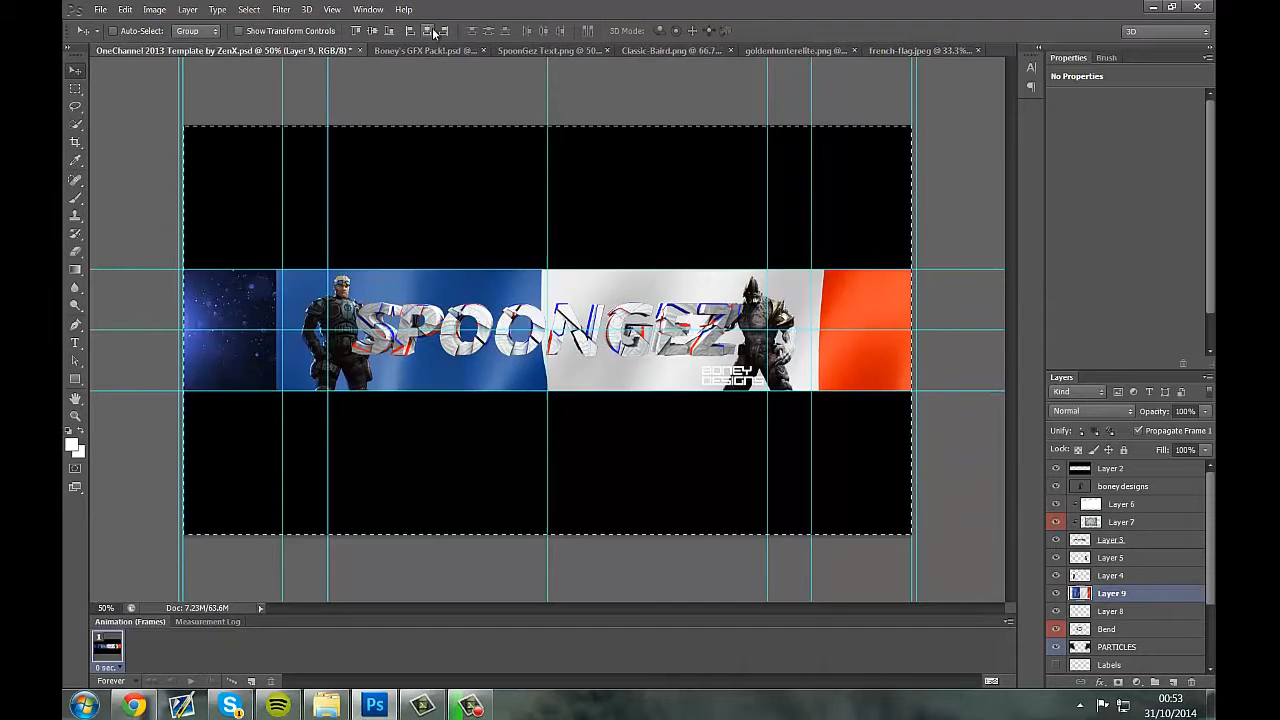 Ps File Edit Image Layer Type Select Filter 3D View Window Help
Auto-Select: Group Show Transform Controls 3D Mode: 3D
OneChannel 2013 Template by ZenX.psd @ 50% (Layer 9, RGB/8) * Boney's GFX Pack!.psd @... SpoonGez Text.png @ 50... Classic-Baird.png @ 66.7... goldenhunterelite.png @... french-flag.jpeg @ 33.3%...
Properties Brush
No Properties
SPOONGEZ
BONEY
DESIGNS
Layers
Kind
Normal Opacity: 100%
Unify: Propagate Frame 1
Lock: Fill: 100%
Layer 2
boney designs
Layer 6
Layer 7
Layer 3
Layer 5
Layer 4
Layer 9
Layer 8
Bend
PARTICLES
Labels
50% Doc: 7.23M/63.6M
Animation (Frames) Measurement Log
1
0 sec.
Forever
Ps
00:53
31/10/2014